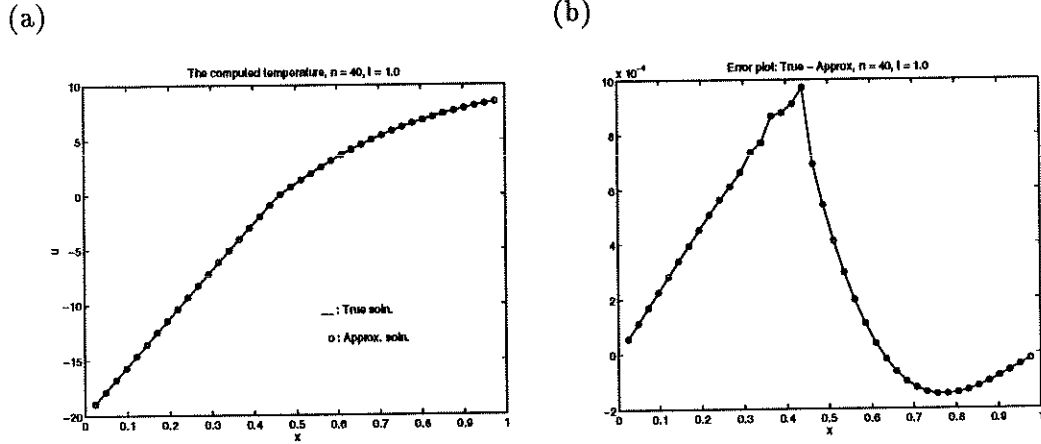 (a)
(b)
The computed temperature, n = 40, l = 1.0
10
5
0
−5
−10
−15
−20
u
0 0.1 0.2 0.3 0.4 0.5 0.6 0.7 0.8 0.9 1
x
__ : True soln.
o : Approx. soln.
Error plot: True − Approx, n = 40, l = 1.0
x 10⁻⁴
10
8
6
4
2
0
−2
0 0.1 0.2 0.3 0.4 0.5 0.6 0.7 0.8 0.9 1
x